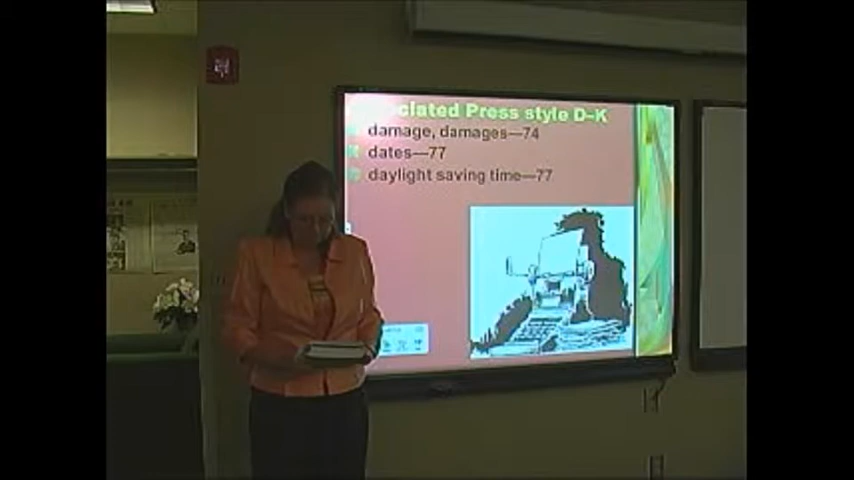 ciated Press style D–K
damage, damages—74
dates—77
daylight saving time—77